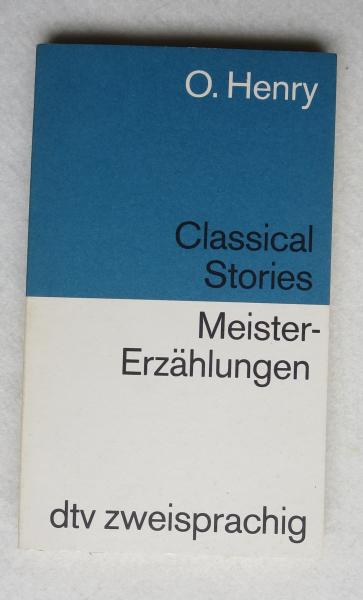 O. Henry
Classical
Stories
Meister-
Erzählungen
dtv zweisprachig